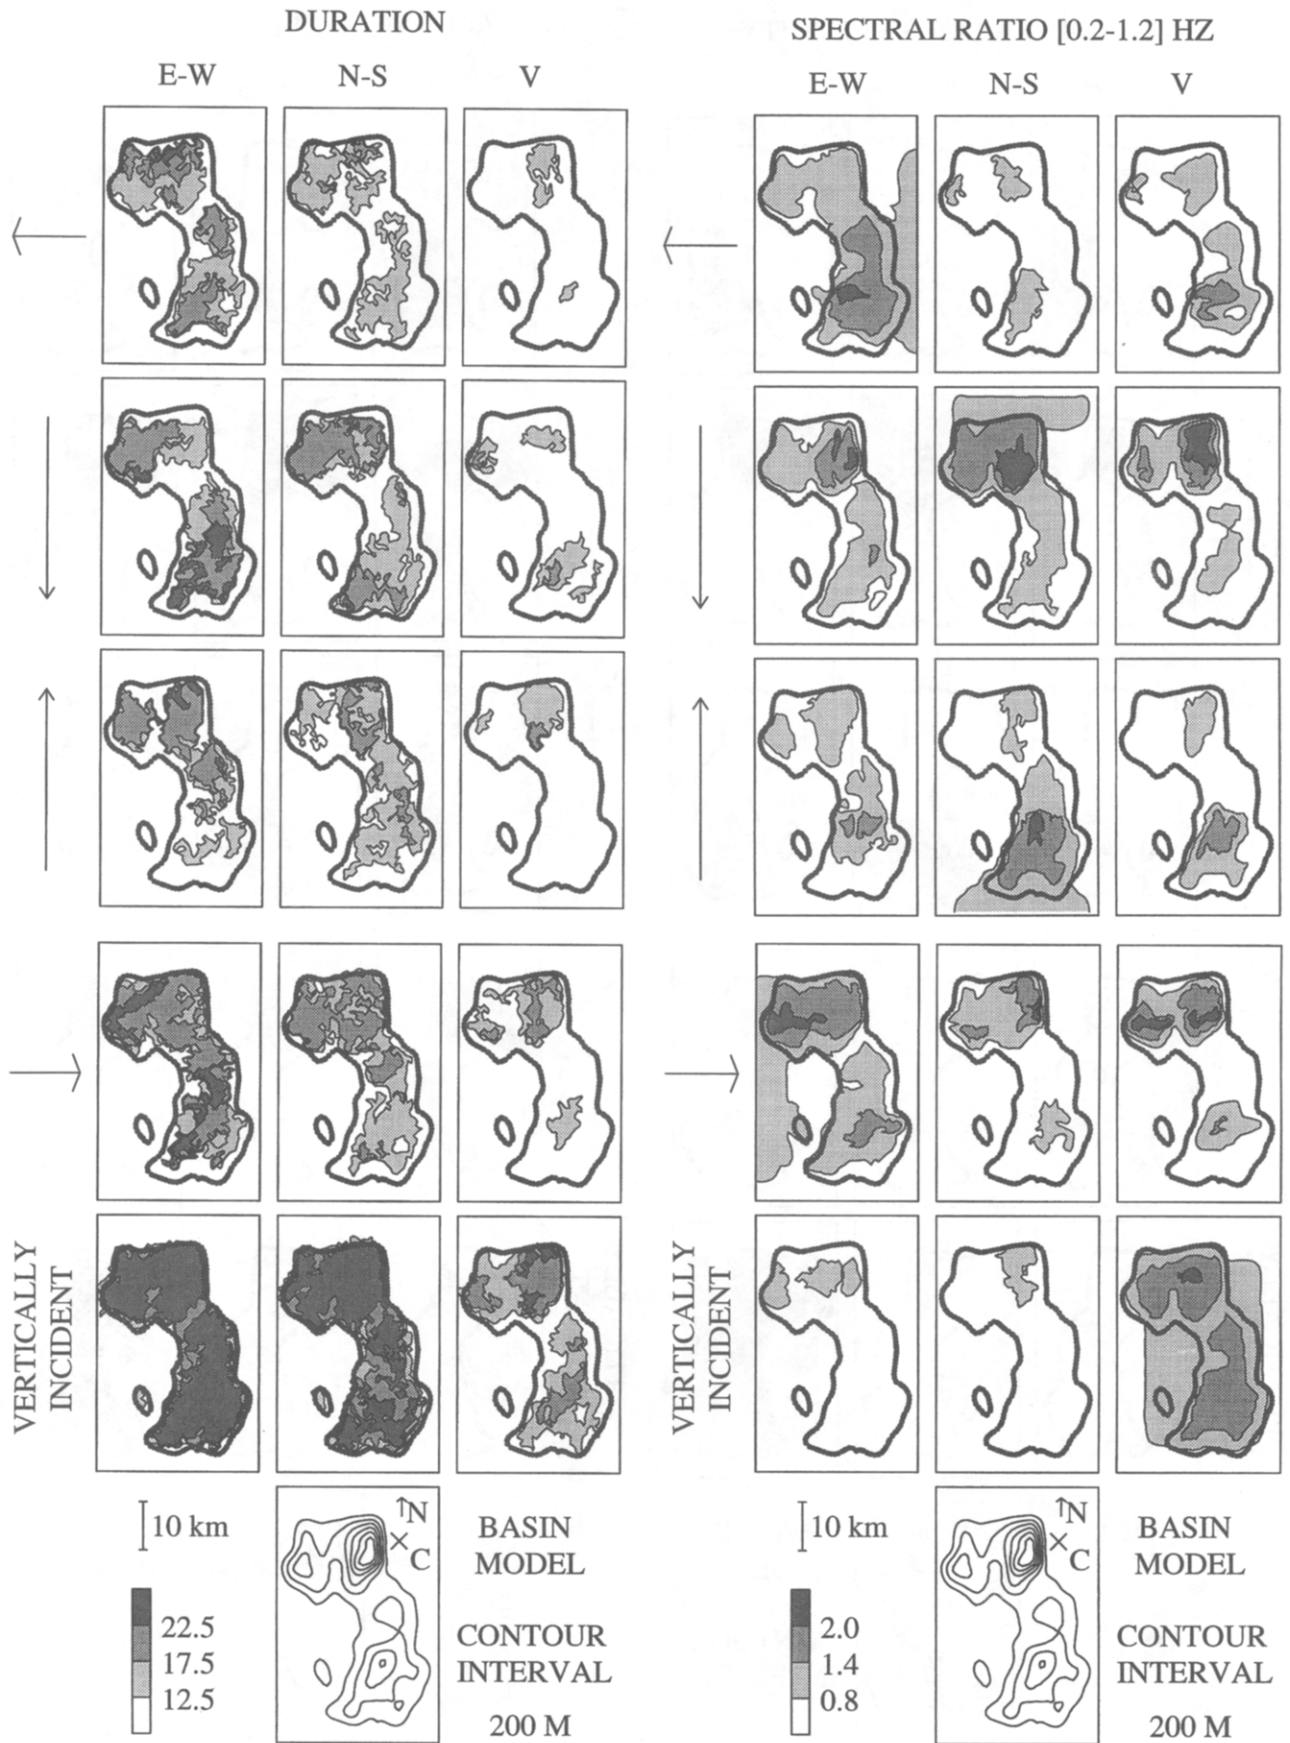 DURATION
E-W N-S V
SPECTRAL RATIO [0.2-1.2] HZ
E-W N-S V
VERTICALLY
INCIDENT
VERTICALLY
INCIDENT
10 km
↑N
×C
BASIN
MODEL
22.5
17.5
12.5
CONTOUR
INTERVAL
200 M
10 km
↑N
×C
BASIN
MODEL
2.0
1.4
0.8
CONTOUR
INTERVAL
200 M